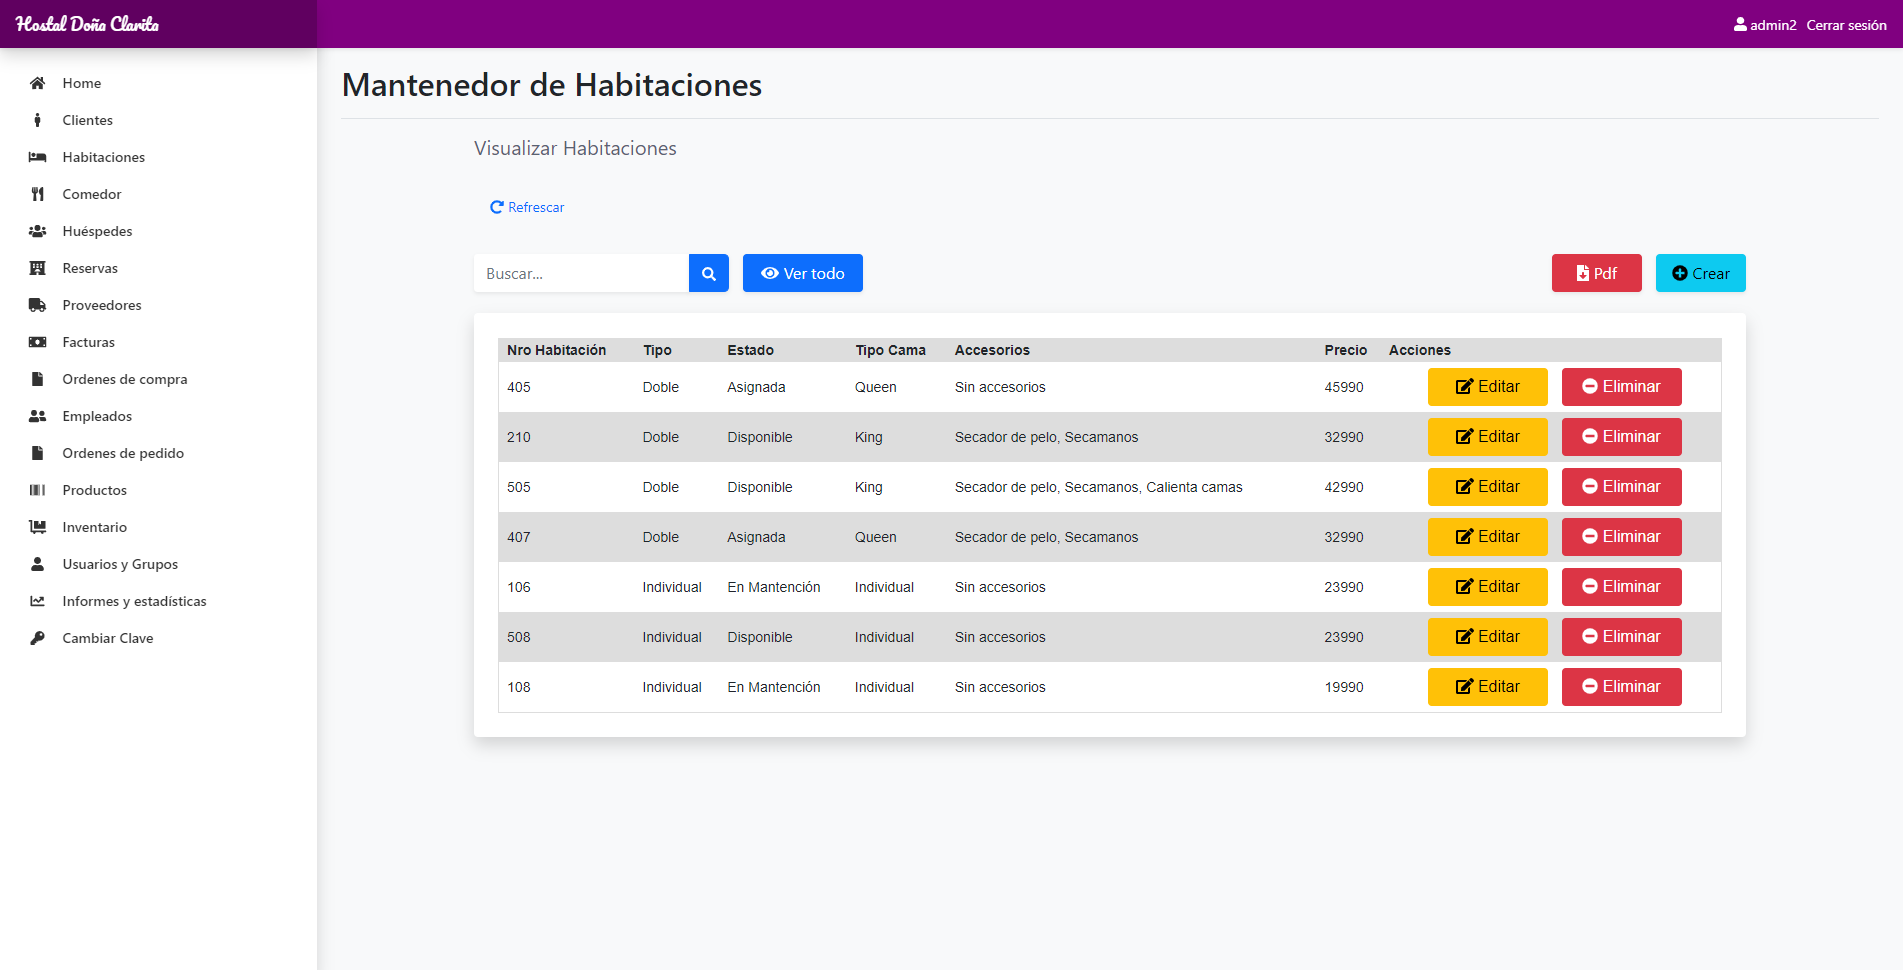 Hostal Doña Clarita
admin2 Cerrar sesión
Home
Clientes
Habitaciones
Comedor
Huéspedes
Reservas
Proveedores
Facturas
Ordenes de compra
Empleados
Ordenes de pedido
Productos
Inventario
Usuarios y Grupos
Informes y estadísticas
Cambiar Clave
Mantenedor de Habitaciones
Visualizar Habitaciones
Refrescar
Buscar... Ver todo Pdf Crear
Nro Habitación Tipo Estado Tipo Cama Accesorios Precio Acciones
405 Doble Asignada Queen Sin accesorios 45990 Editar Eliminar
210 Doble Disponible King Secador de pelo, Secamanos 32990 Editar Eliminar
505 Doble Disponible King Secador de pelo, Secamanos, Calienta camas 42990 Editar Eliminar
407 Doble Asignada Queen Secador de pelo, Secamanos 32990 Editar Eliminar
106 Individual En Mantención Individual Sin accesorios 23990 Editar Eliminar
508 Individual Disponible Individual Sin accesorios 23990 Editar Eliminar
108 Individual En Mantención Individual Sin accesorios 19990 Editar Eliminar